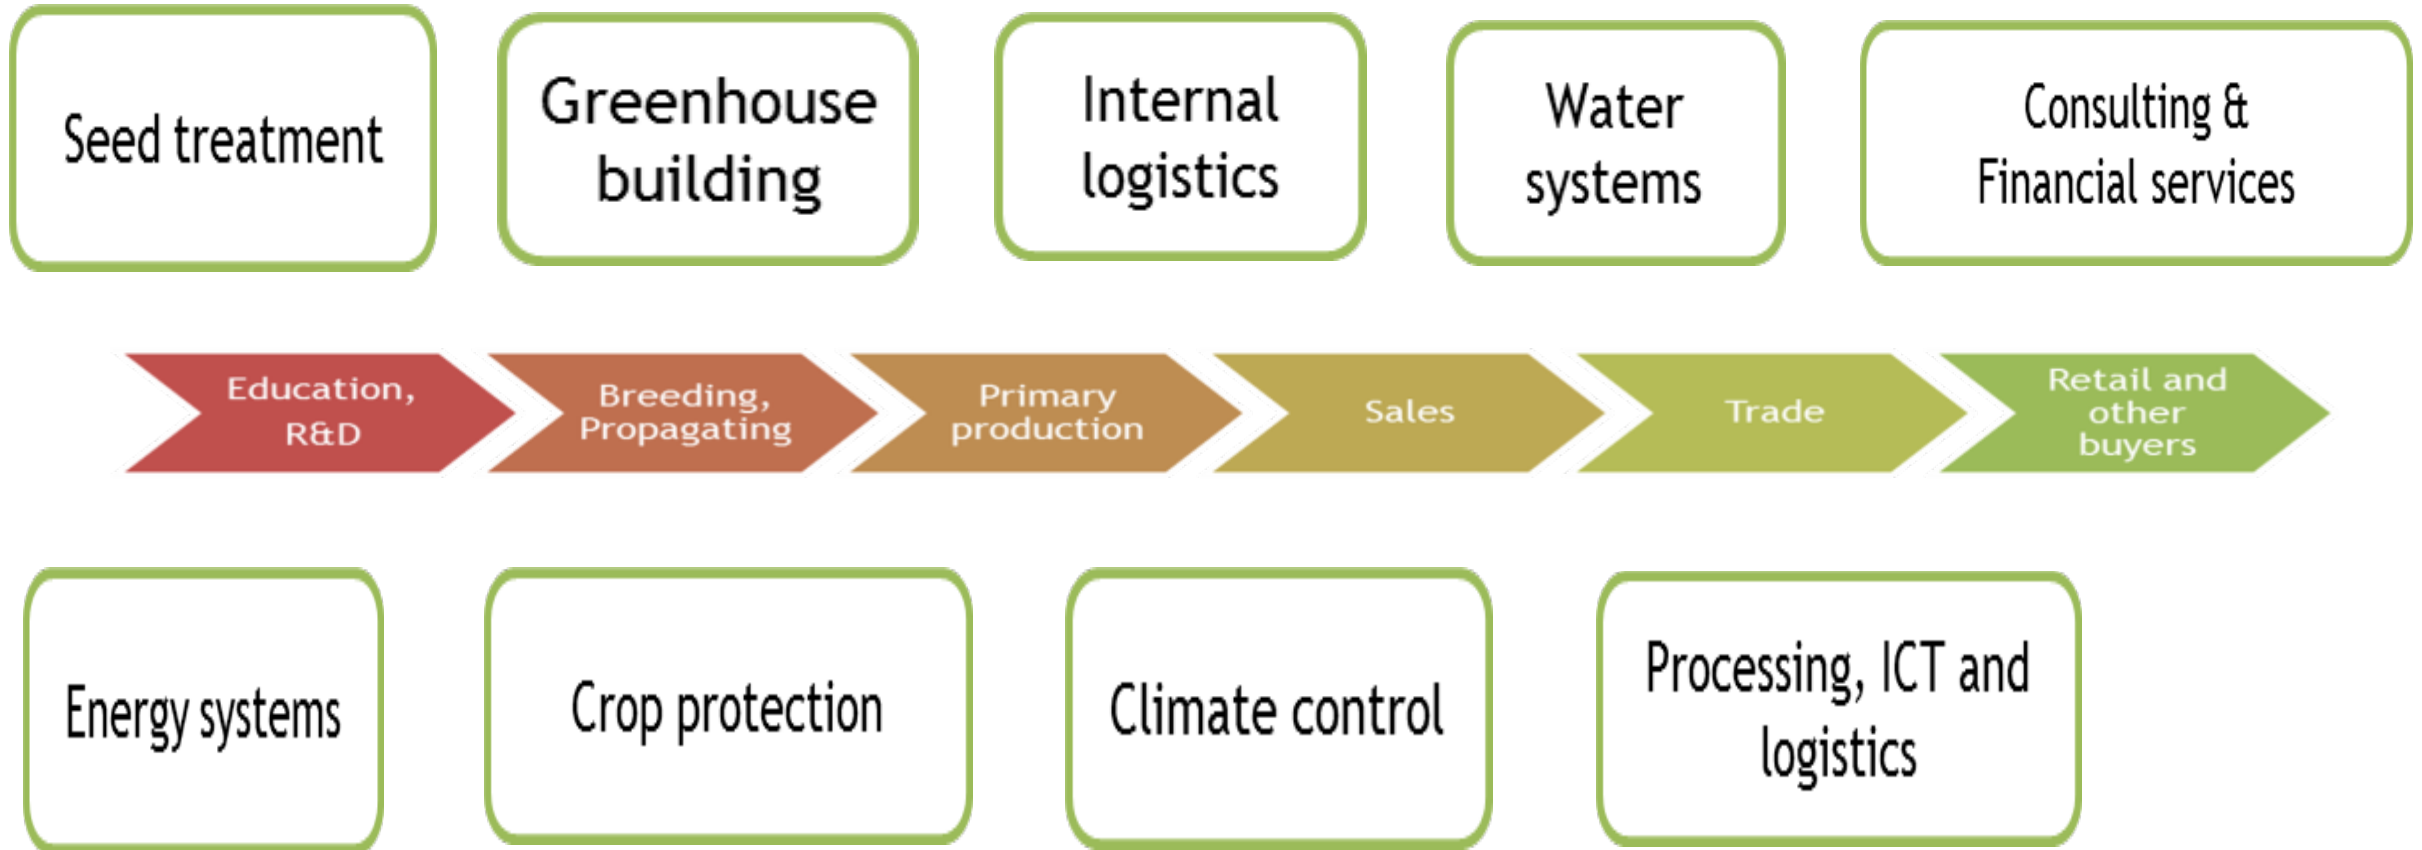 Seed treatment
Greenhouse
building
Internal
logistics
Water
systems
Consulting &
Financial services
Education,
R&D
Breeding,
Propagating
Primary
production
Sales
Trade
Retail and
other
buyers
Energy systems
Crop protection
Climate control
Processing, ICT and
logistics